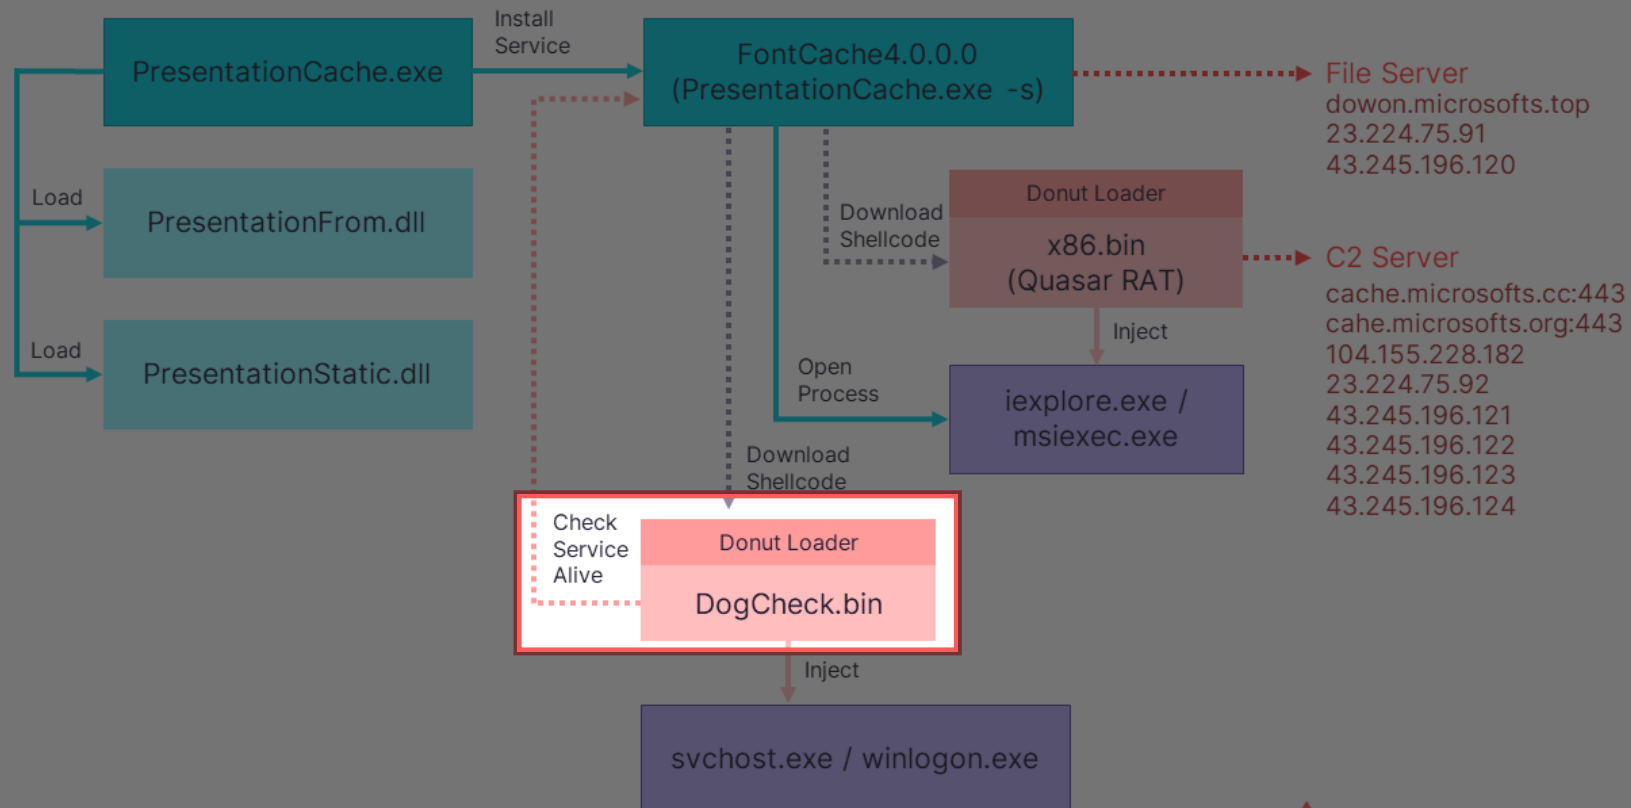 Install
Service
PresentationCache.exe
FontCache4.0.0.0
(PresentationCache.exe -s)
File Server
dowon.microsofts.top
23.224.75.91
43.245.196.120
Load
PresentationFrom.dll
Download
Shellcode
Donut Loader
x86.bin
(Quasar RAT)
C2 Server
cache.microsofts.cc:443
cahe.microsofts.org:443
104.155.228.182
23.224.75.92
43.245.196.121
43.245.196.122
43.245.196.123
43.245.196.124
Inject
Load
PresentationStatic.dll
Open
Process
iexplore.exe /
msiexec.exe
Download
Shellcode
Check
Service
Alive
Donut Loader
DogCheck.bin
Inject
svchost.exe / winlogon.exe